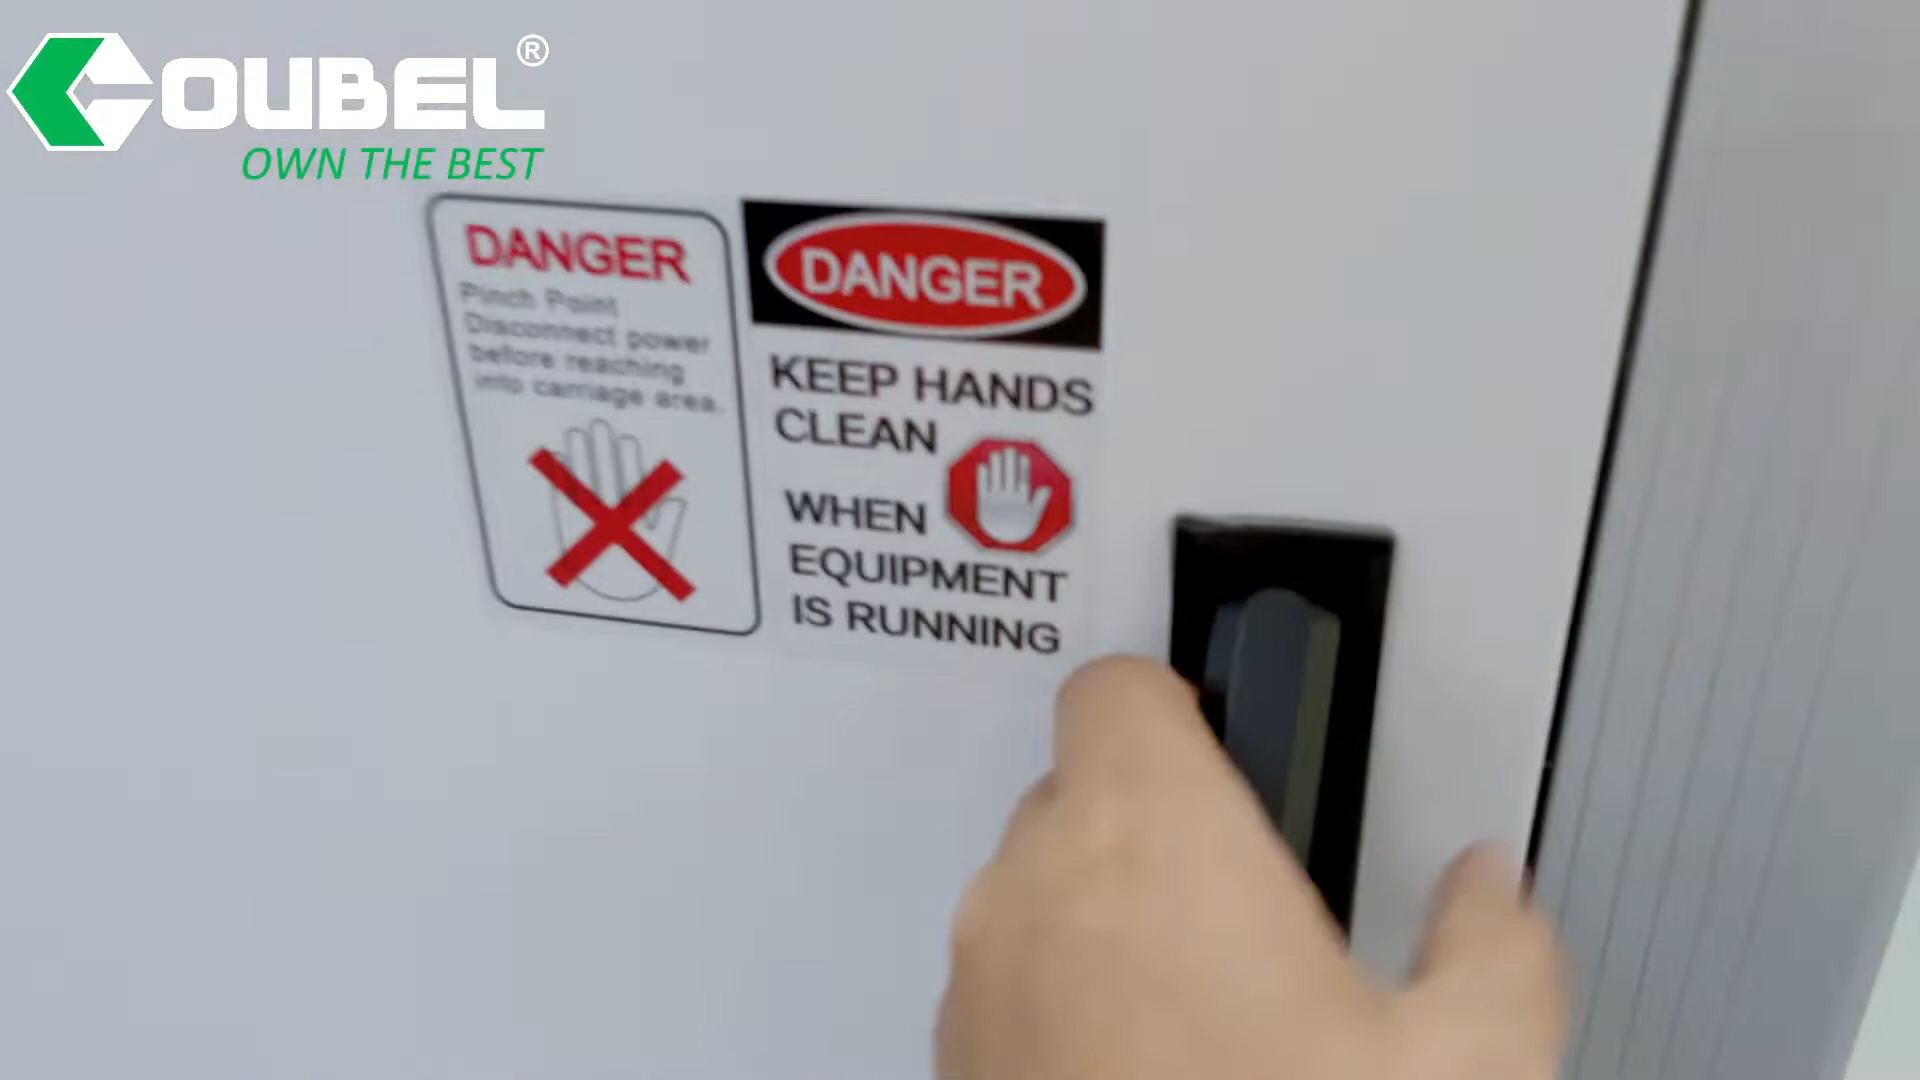 COUBEL®
OWN THE BEST
DANGER
Pinch Point
Disconnect power
before reaching
into carriage area.
DANGER
KEEP HANDS
CLEAN
WHEN
EQUIPMENT
IS RUNNING